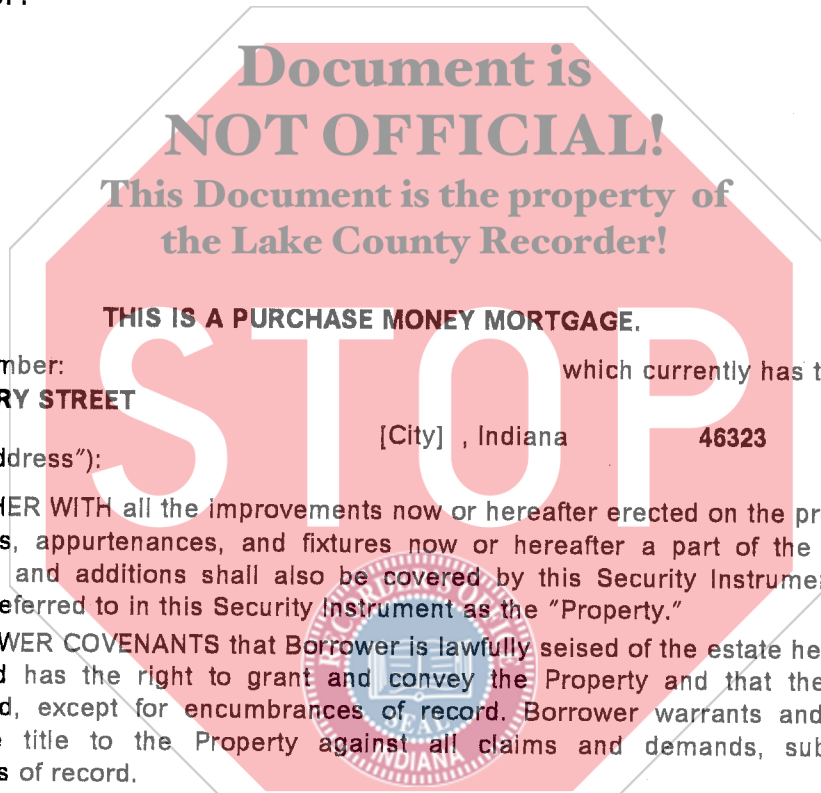 Document is
NOT OFFICIAL!
This Document is the property of
the Lake County Recorder!
THIS IS A PURCHASE MONEY MORTGAGE.
mber: which currently has t
RY STREET
[City] , Indiana 46323
ddress"):
STOP
HER WITH all the improvements now or hereafter erected on the pr
s, appurtenances, and fixtures now or hereafter a part of the
and additions shall also be covered by this Security Instrume
eferred to in this Security Instrument as the "Property."
WER COVENANTS that Borrower is lawfully seised of the estate he
d has the right to grant and convey the Property and that the
d, except for encumbrances of record. Borrower warrants and
title to the Property against all claims and demands, sub
s of record.
RECORDER'S OFFICE
SEAL
INDIANA